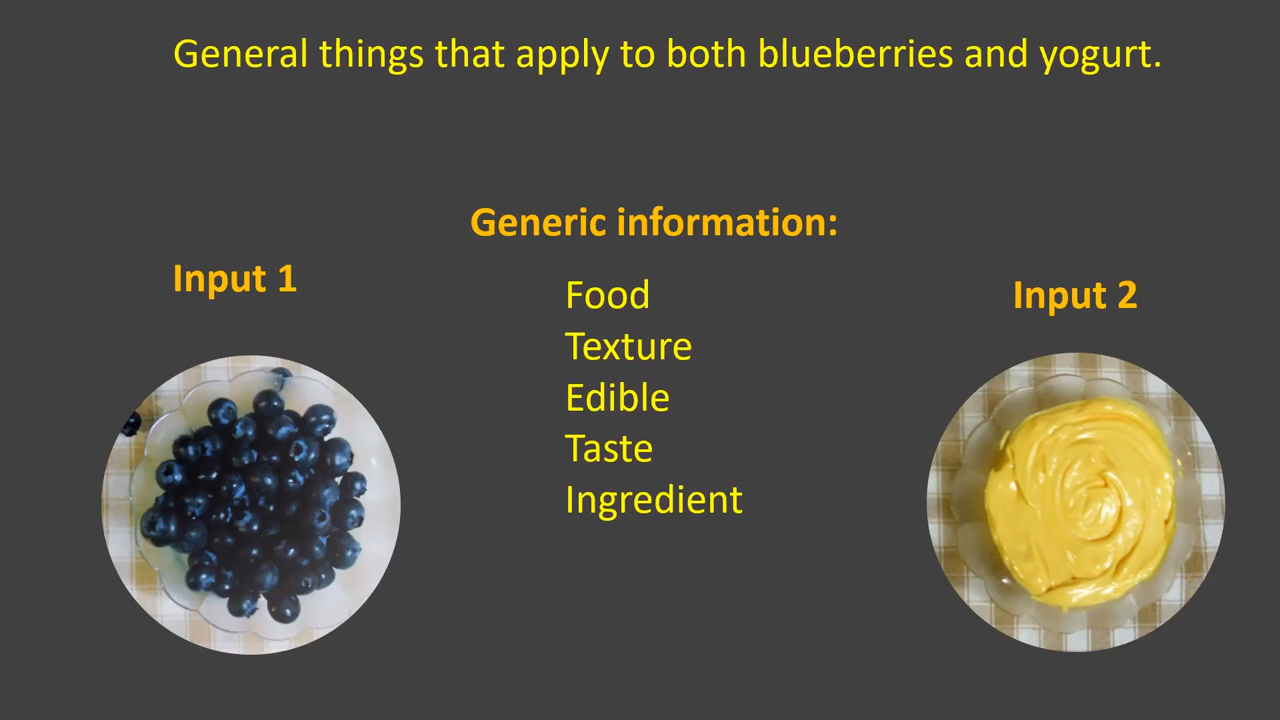 General things that apply to both blueberries and yogurt.
Generic information:
Input 1
Food
Texture
Edible
Taste
Ingredient
Input 2